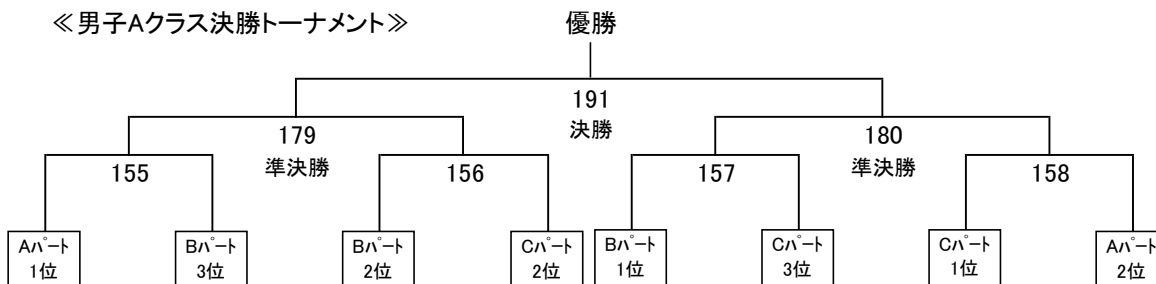 ≪男子Aクラス決勝トーナメント≫
優勝
191
決勝
179
準決勝
180
準決勝
155
156
157
158
Aパート
1位
Bパート
3位
Bパート
2位
Cパート
2位
Bパート
1位
Cパート
3位
Cパート
1位
Aパート
2位